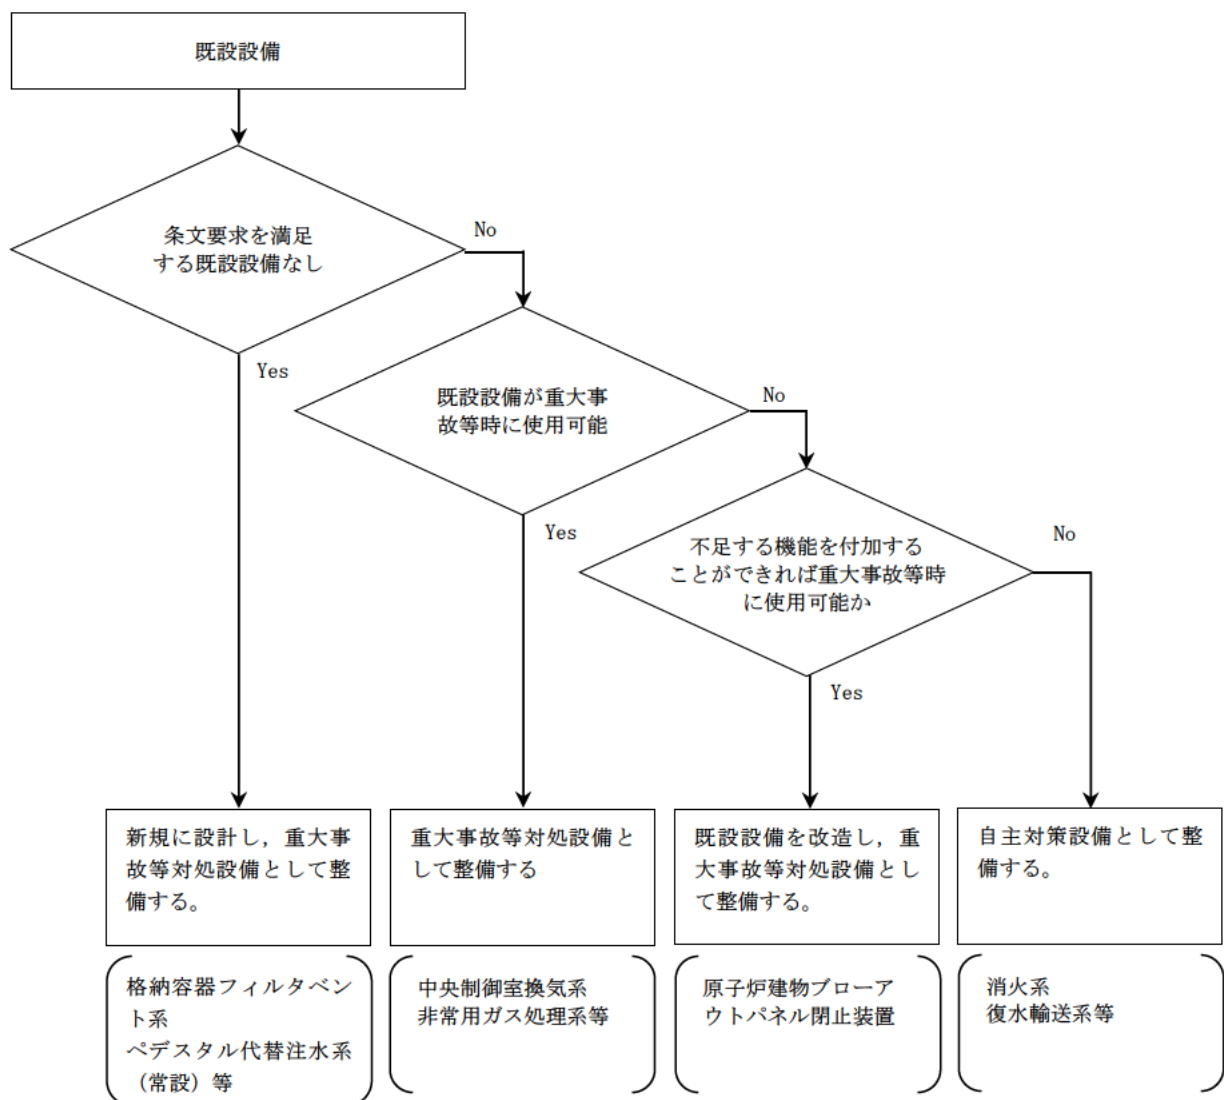 既設設備
条文要求を満足
する既設設備なし
No
Yes
既設設備が重大事
故等時に使用可能
No
Yes
不足する機能を付加する
ことができれば重大事故等時
に使用可能か
No
Yes
新規に設計し，重大事
故等対処設備として整
備する。
重大事故等対処設備と
して整備する
既設設備を改造し，重
大事故等対処設備とし
て整備する。
自主対策設備として整
備する。
格納容器フィルタベン
ト系
ペデスタル代替注水系
（常設）等
中央制御室換気系
非常用ガス処理系等
原子炉建物ブローア
ウトパネル閉止装置
消火系
復水輸送系等